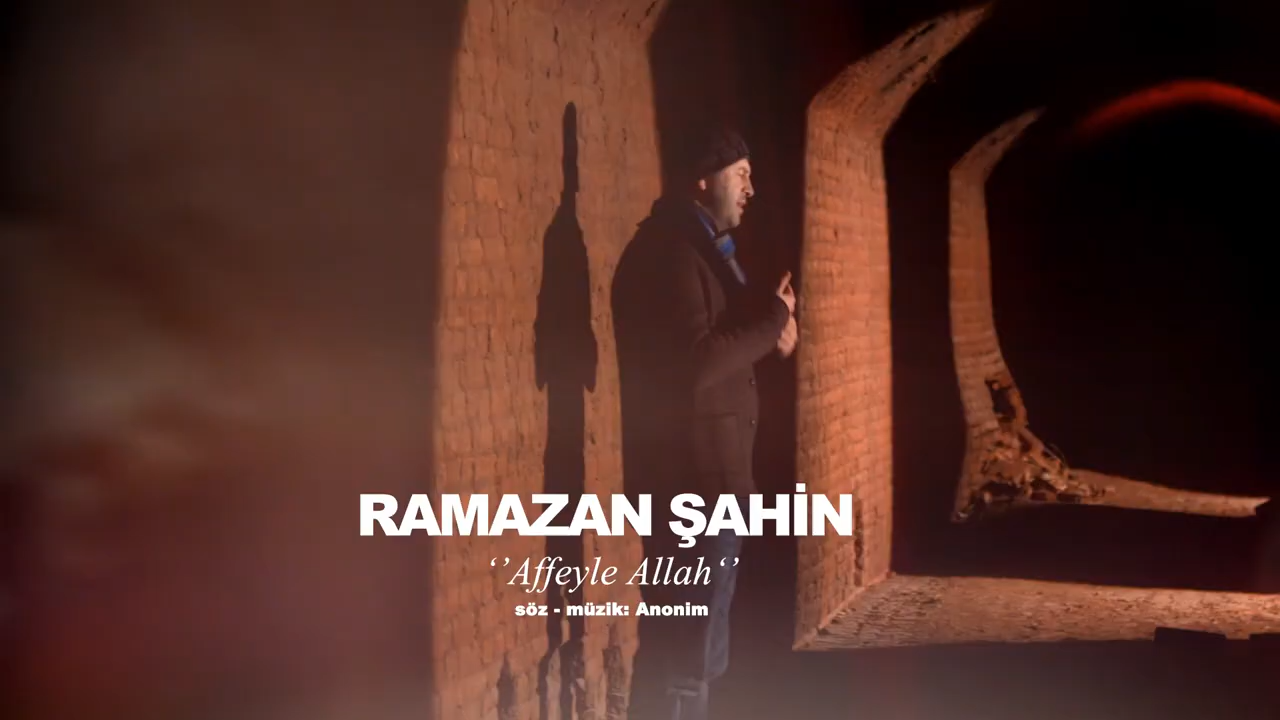 RAMAZAN ŞAHİN
‘’Affeyle Allah‘’
söz - müzik: Anonim